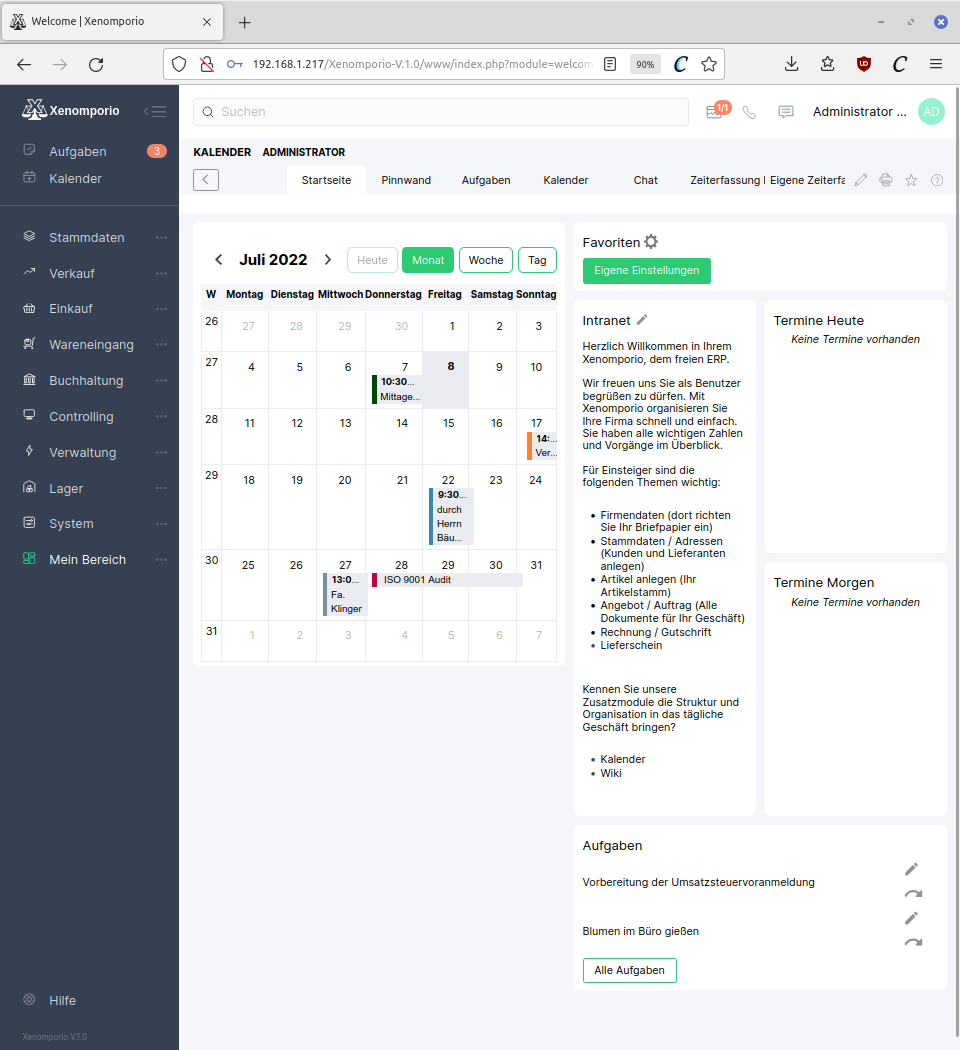 Welcome | Xenomporio
192.168.1.217/Xenomporio-V.1.0/www/index.php?module=welcom
90%
Xenomporio
Suchen
1/1
Administrator ...
AD
Aufgaben 3
Kalender
KALENDER ADMINISTRATOR
Startseite Pinnwand Aufgaben Kalender Chat Zeiterfassung Eigene Zeiterfa
Stammdaten
Verkauf
Einkauf
Wareneingang
Buchhaltung
Controlling
Verwaltung
Lager
System
Mein Bereich
Hilfe
Xenomporio V.1.0
Juli 2022 Heute Monat Woche Tag
W Montag Dienstag Mittwoch Donnerstag Freitag Samstag Sonntag
26 27 28 29 30 1 2 3
27 4 5 6 7 8 9 10
10:30...
Mittage...
28 11 12 13 14 15 16 17
14:...
Ver...
29 18 19 20 21 22 23 24
9:30...
durch
Herrn
Bäu...
30 25 26 27 28 29 30 31
13:0... ISO 9001 Audit
Fa.
Klinger
31 1 2 3 4 5 6 7
Favoriten
Eigene Einstellungen
Intranet
Herzlich Willkommen in Ihrem
Xenomporio, dem freien ERP.
Wir freuen uns Sie als Benutzer
begrüßen zu dürfen. Mit
Xenomporio organisieren Sie
Ihre Firma schnell und einfach.
Sie haben alle wichtigen Zahlen
und Vorgänge im Überblick.
Für Einsteiger sind die
folgenden Themen wichtig:
• Firmendaten (dort richten
Sie Ihr Briefpapier ein)
• Stammdaten / Adressen
(Kunden und Lieferanten
anlegen)
• Artikel anlegen (Ihr
Artikelstamm)
• Angebot / Auftrag (Alle
Dokumente für Ihr Geschäft)
• Rechnung / Gutschrift
• Lieferschein
Kennen Sie unsere
Zusatzmodule die Struktur und
Organisation in das tägliche
Geschäft bringen?
• Kalender
• Wiki
Termine Heute
Keine Termine vorhanden
Termine Morgen
Keine Termine vorhanden
Aufgaben
Vorbereitung der Umsatzsteuervoranmeldung
Blumen im Büro gießen
Alle Aufgaben